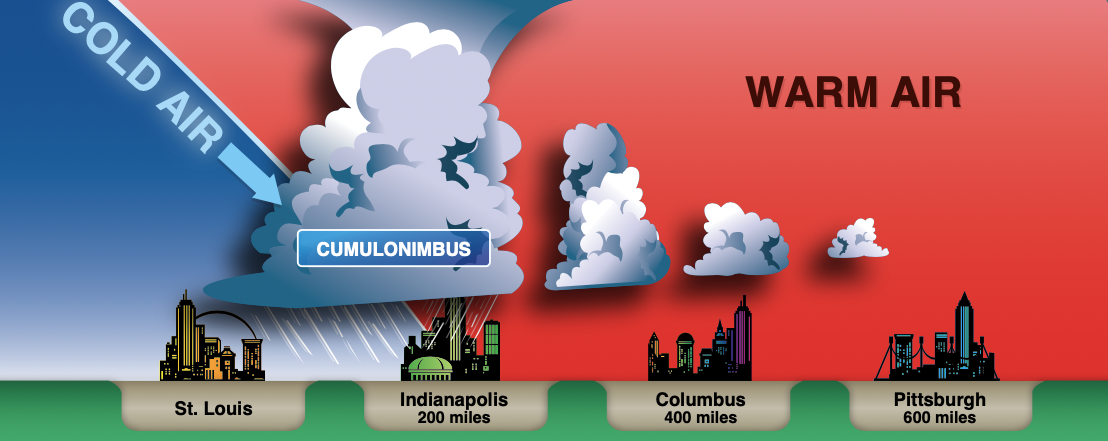 COLD AIR
WARM AIR
CUMULONIMBUS
St. Louis
Indianapolis
200 miles
Columbus
400 miles
Pittsburgh
600 miles